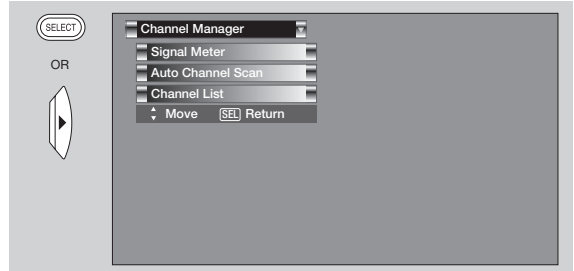 SELECT
OR
Channel Manager
Signal Meter
Auto Channel Scan
Channel List
Move SEL Return